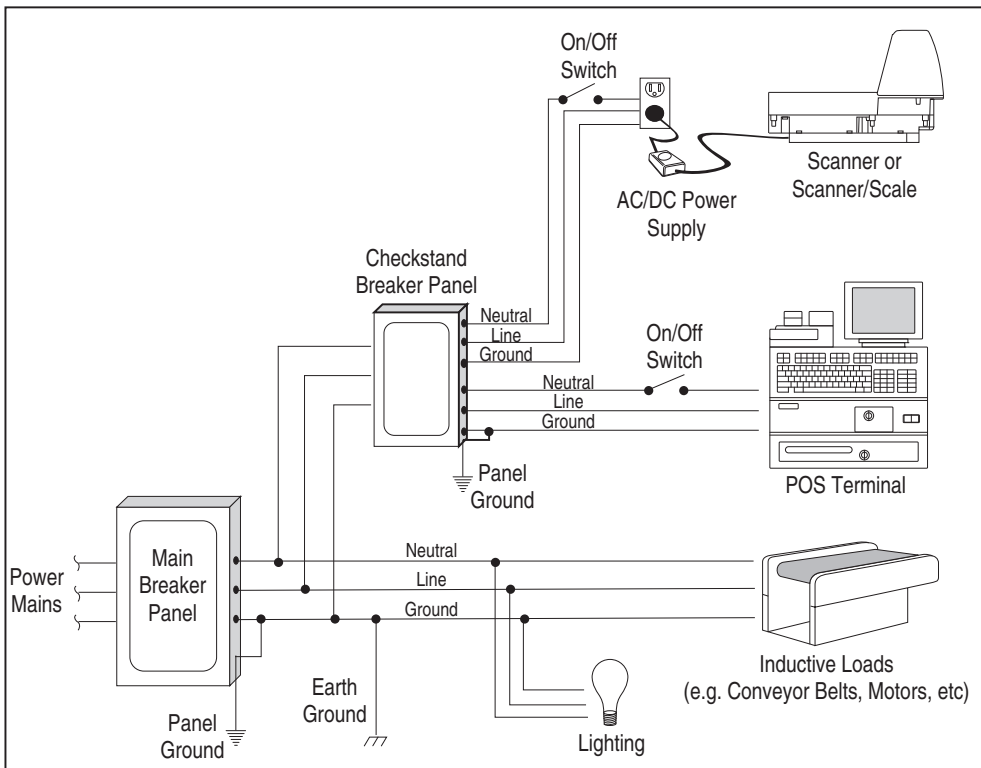 On/Off
Switch
Scanner or
Scanner/Scale
AC/DC Power
Supply
Checkstand
Breaker Panel
Neutral
Line
Ground
On/Off
Switch
Neutral
Line
Ground
Panel
Ground
POS Terminal
Power
Mains
Main
Breaker
Panel
Neutral
Line
Ground
Inductive Loads
(e.g. Conveyor Belts, Motors, etc)
Earth
Ground
Panel
Ground
Lighting